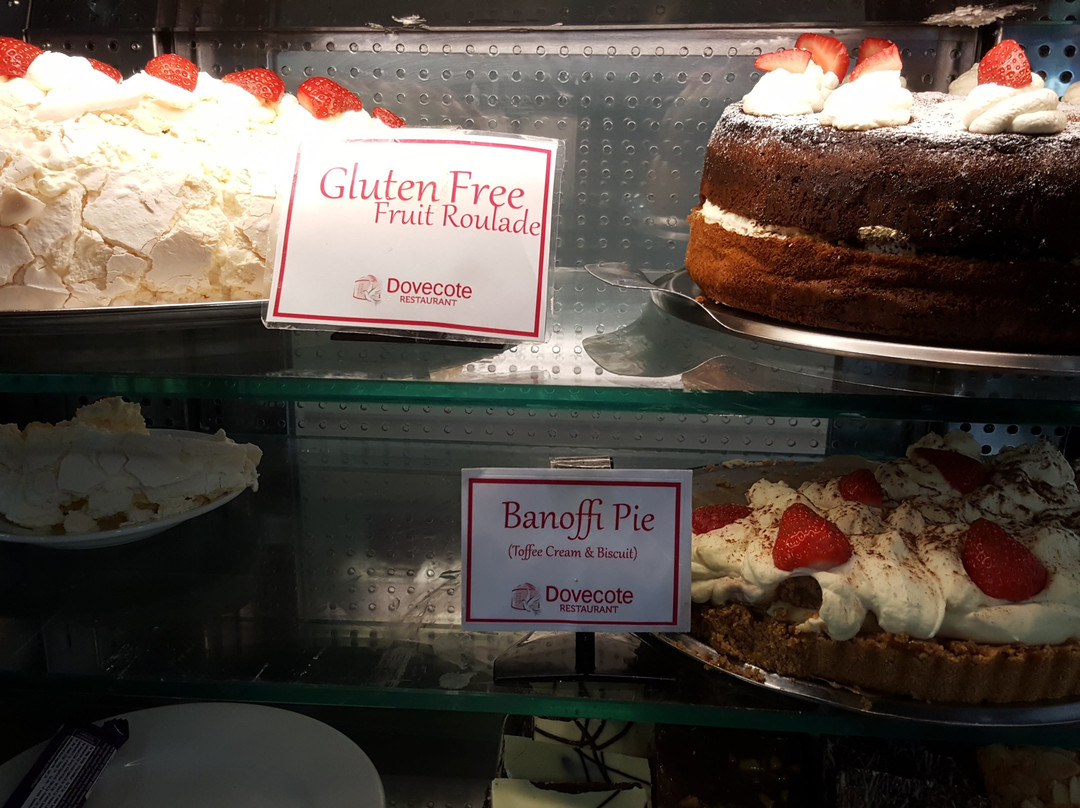 Gluten Free
Fruit Roulade
Dovecote
RESTAURANT
Banoffi Pie
(Toffee Cream & Biscuit)
Dovecote
RESTAURANT